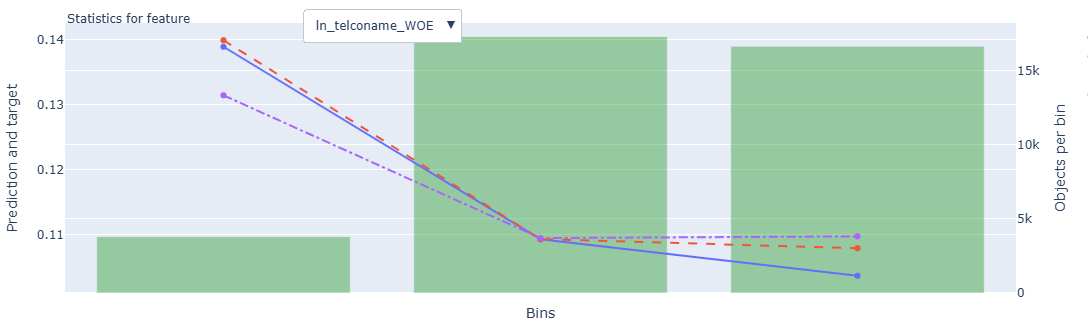 Statistics for feature
ln_telconame_WOE ▼
0.14
0.13
0.12
0.11
Prediction and target
15k
10k
5k
0
Objects per bin
Bins